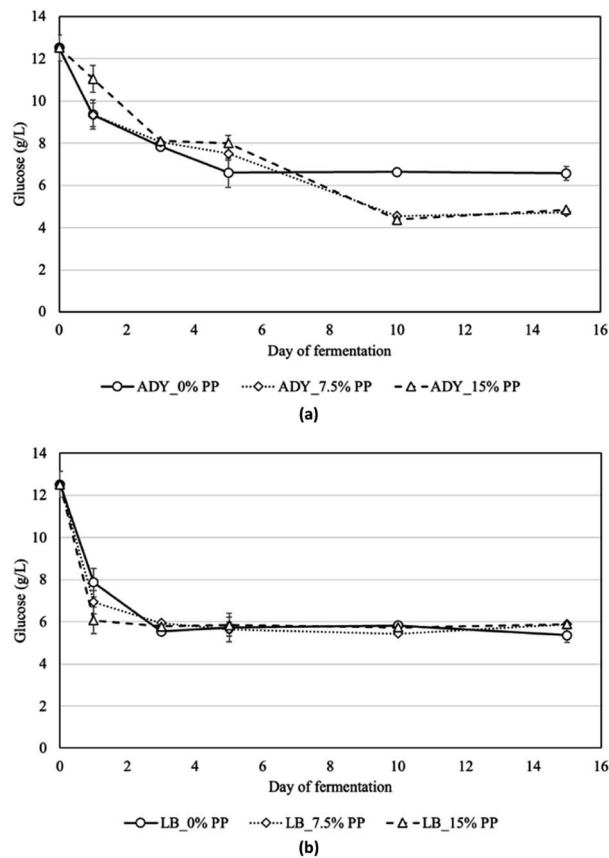 14
12
10
8
6
4
2
0
Glucose (g/L)
0 2 4 6 8 10 12 14 16
Day of fermentation
ADY_0% PP ADY_7.5% PP ADY_15% PP
(a)
14
12
10
8
6
4
2
0
Glucose (g/L)
0 2 4 6 8 10 12 14 16
Day of fermentation
LB_0% PP LB_7.5% PP LB_15% PP
(b)